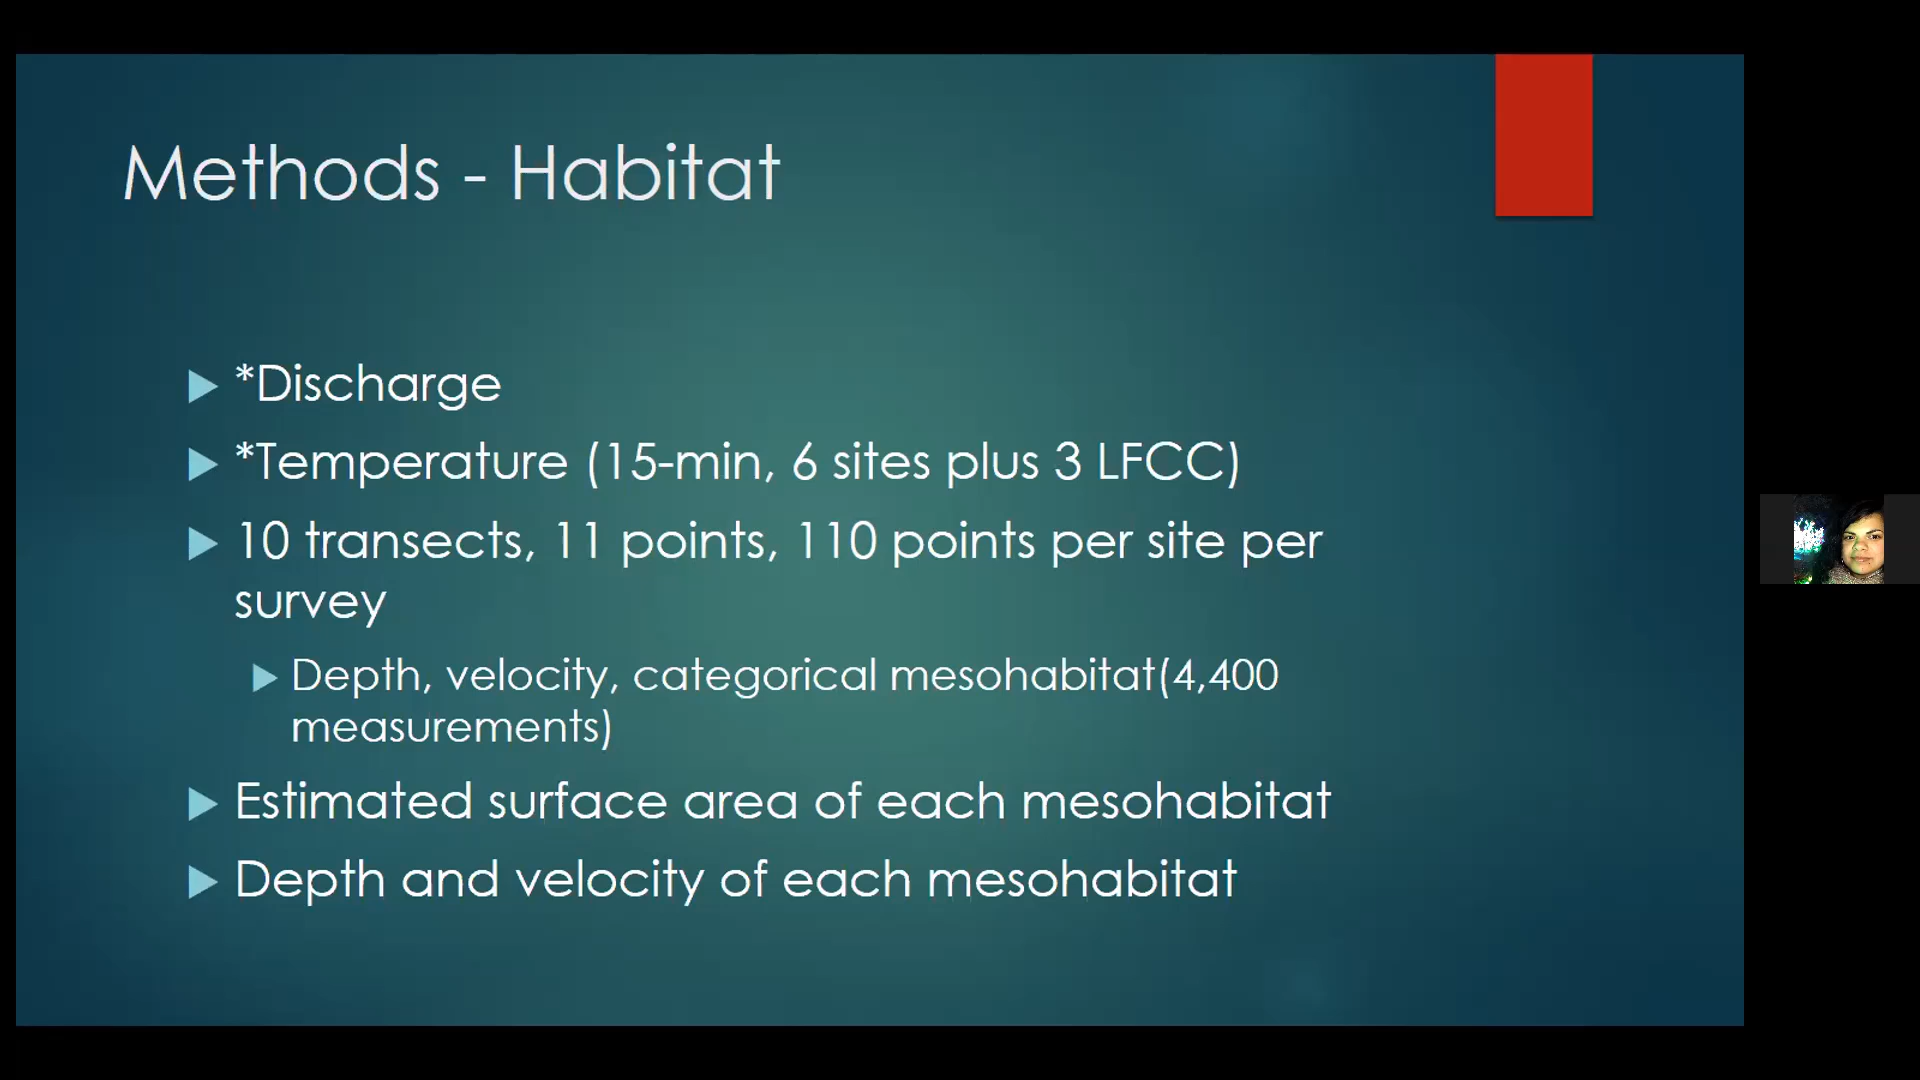 Methods - Habitat
*Discharge
*Temperature (15-min, 6 sites plus 3 LFCC)
10 transects, 11 points, 110 points per site per
survey
Depth, velocity, categorical mesohabitat(4,400
measurements)
Estimated surface area of each mesohabitat
Depth and velocity of each mesohabitat